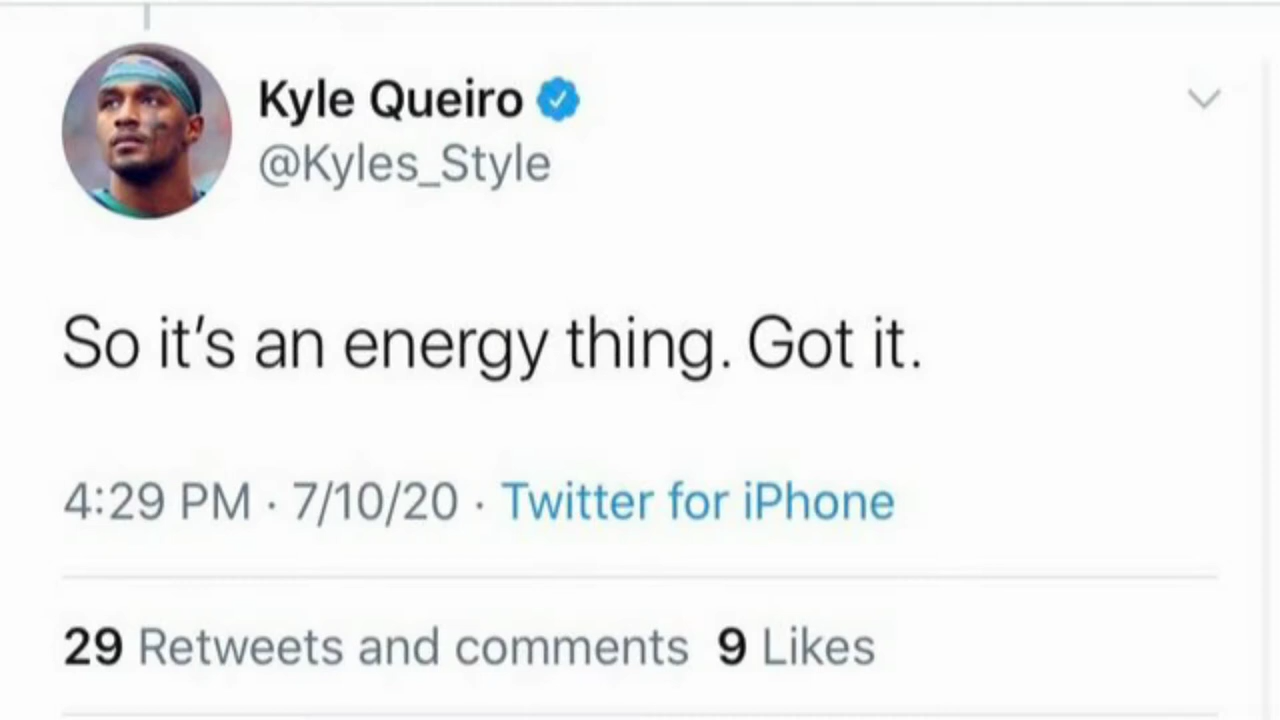 Kyle Queiro
@Kyles_Style
So it's an energy thing. Got it.
4:29 PM · 7/10/20 · Twitter for iPhone
29 Retweets and comments 9 Likes